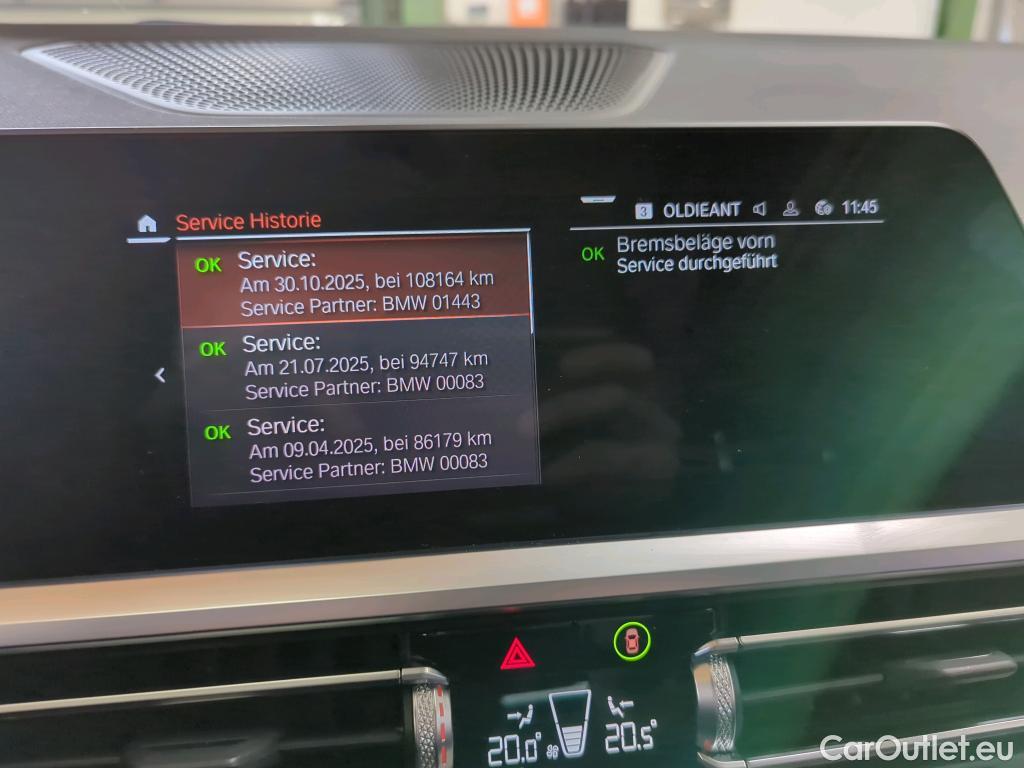 3 OLDIEANT 11:45
Service Historie
OK Service:
Am 30.10.2025, bei 108164 km
Service Partner: BMW 01443
OK Service:
Am 21.07.2025, bei 94747 km
Service Partner: BMW 00083
OK Service:
Am 09.04.2025, bei 86179 km
Service Partner: BMW 00083
OK Bremsbeläge vorn
Service durchgeführt
20.0° 20.5°
CarOutlet.eu